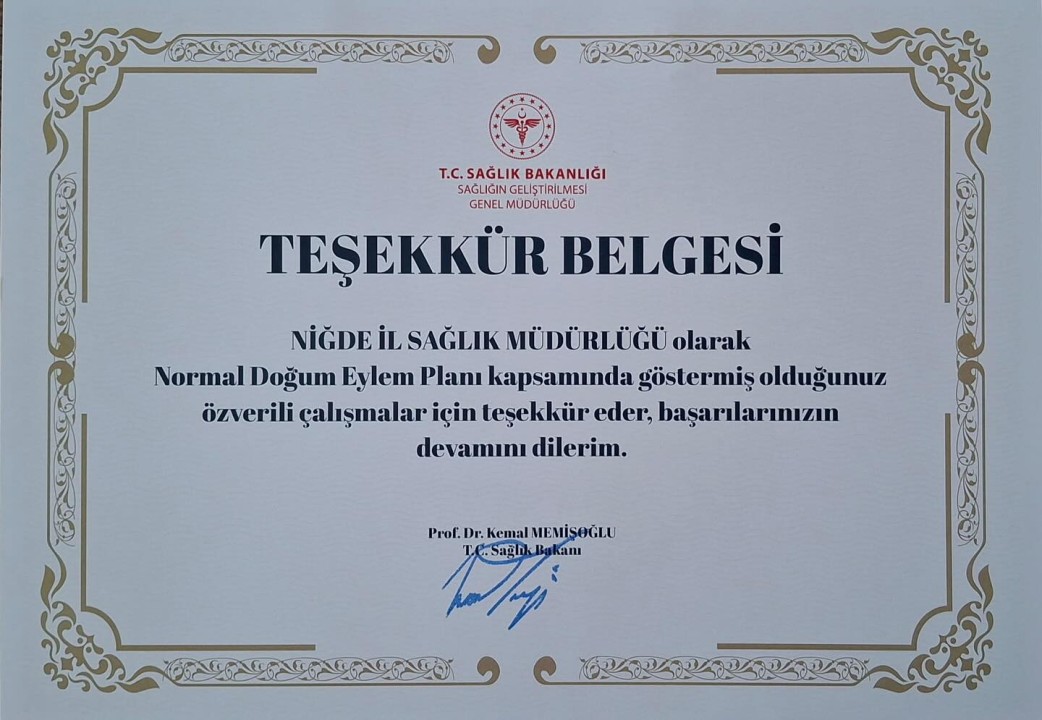 T.C. SAĞLIK BAKANLIĞI
SAĞLIĞIN GELİŞTİRİLMESİ
GENEL MÜDÜRLÜĞÜ
TEŞEKKÜR BELGESİ
NİĞDE İL SAĞLIK MÜDÜRLÜĞÜ olarak
Normal Doğum Eylem Planı kapsamında göstermiş olduğunuz
özverili çalışmalar için teşekkür eder, başarılarınızın
devamını dilerim.
Prof. Dr. Kemal MEMİŞOĞLU
T.C. Sağlık Bakanı